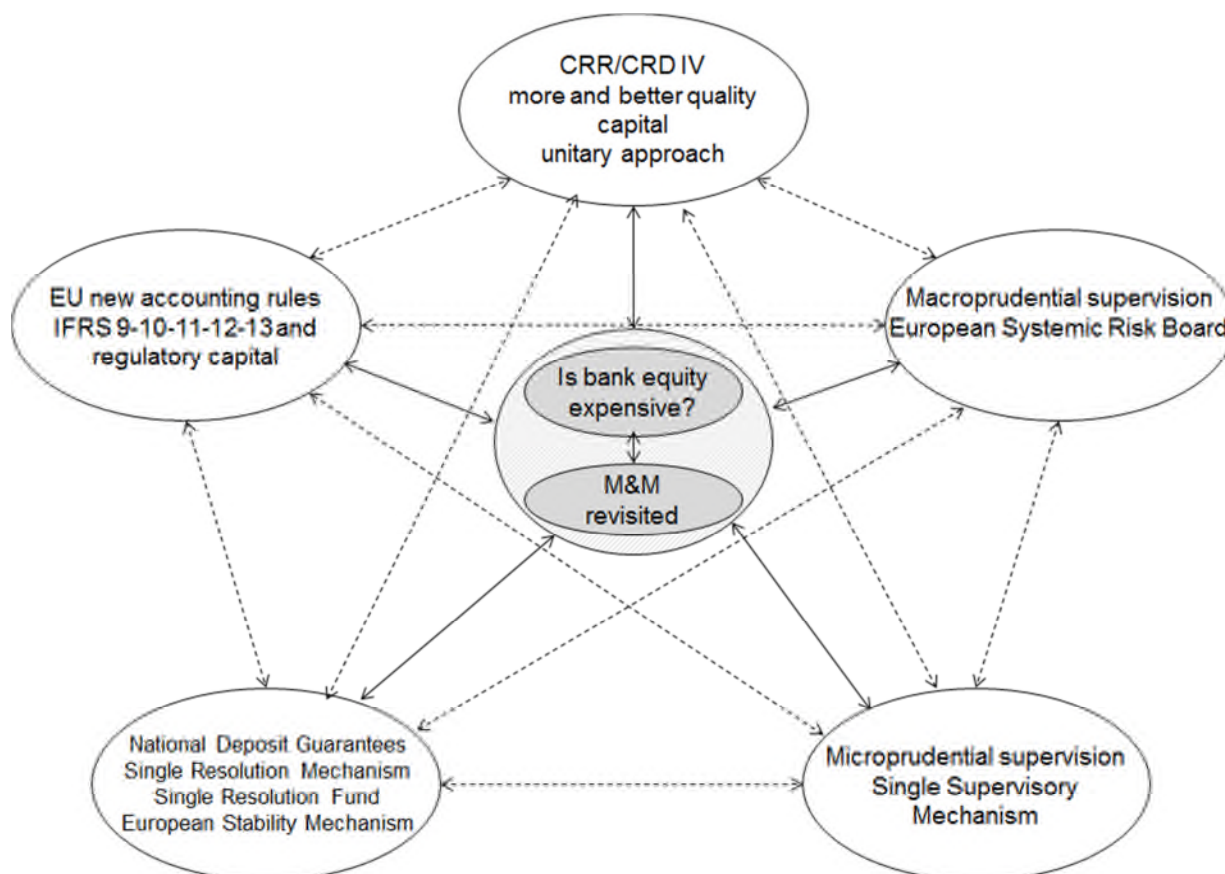 CRR/CRD IV
more and better quality
capital
unitary approach
EU new accounting rules
IFRS 9-10-11-12-13 and
regulatory capital
Macroprudential supervision
European Systemic Risk Board
Is bank equity
expensive?
M&M
revisited
National Deposit Guarantees
Single Resolution Mechanism
Single Resolution Fund
European Stability Mechanism
Microprudential supervision
Single Supervisory
Mechanism